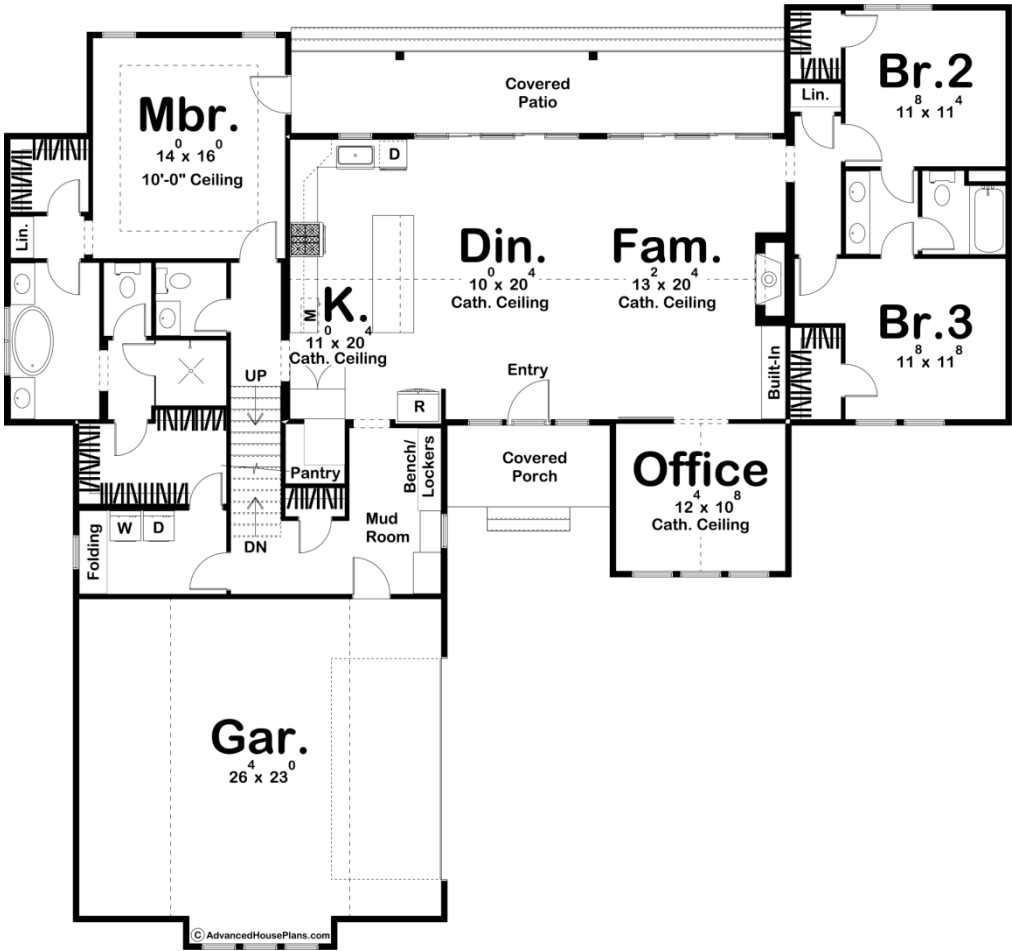 Br.2
11⁸ x 11⁴
Lin.
Covered
Patio
Mbr.
14⁰ x 16⁰
10'-0" Ceiling
D
Lin.
Din.
10⁰ x 20⁴
Cath. Ceiling
Fam.
13² x 20⁴
Cath. Ceiling
M
K.
11⁰ x 20⁴
Cath. Ceiling
Br.3
11⁸ x 11⁸
Built-In
Entry
UP
R
Pantry
Bench/
Lockers
Covered
Porch
Office
12⁴ x 10⁸
Cath. Ceiling
Folding
W
D
DN
Mud
Room
Gar.
26⁴ x 23⁰
© AdvancedHousePlans.com